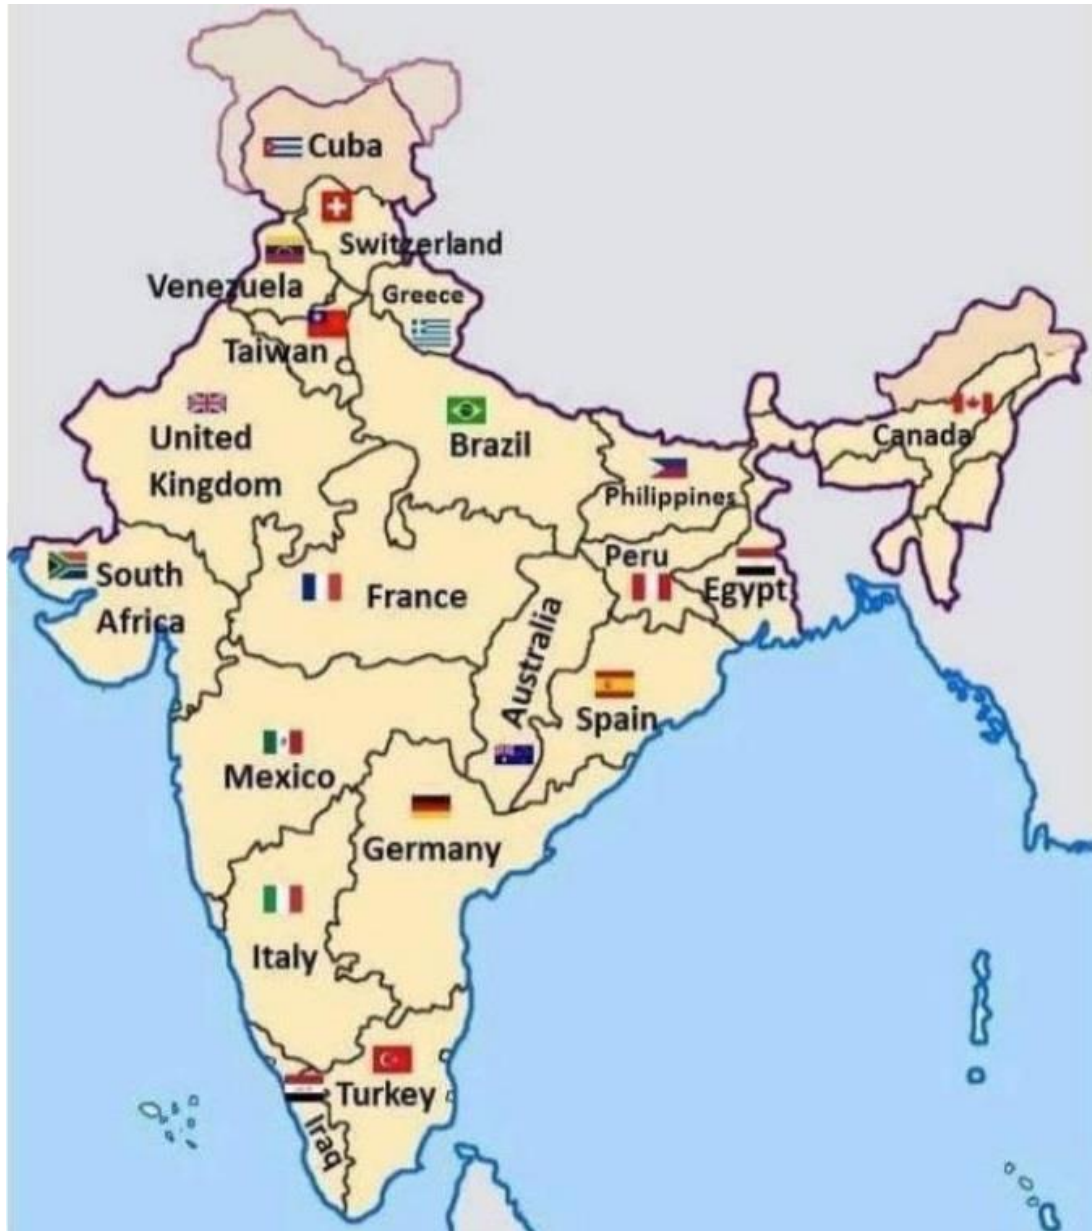 Cuba
Switzerland
Venezuela
Greece
Taiwan
United
Kingdom
Brazil
Canada
Philippines
Peru
Egypt
South
Africa
France
Australia
Spain
Mexico
Germany
Italy
Turkey
Iraq